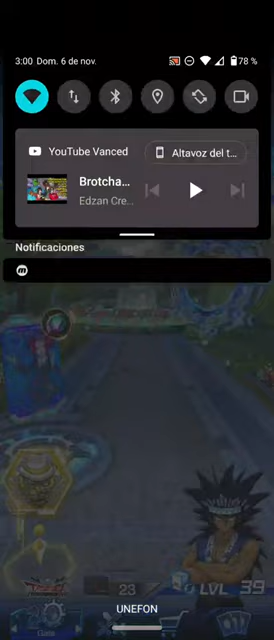 3:00 Dom. 6 de nov.
78 %
YouTube Vanced
Altavoz del t...
Brotcha...
Edzan Cre..
Notificaciones
23
LVL 39
UNEFON